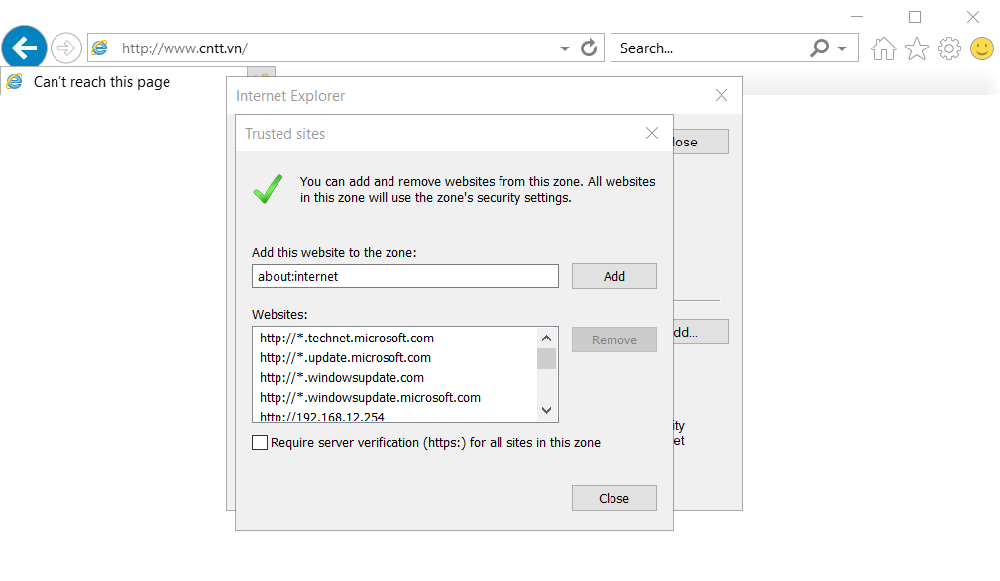 http://www.cntt.vn/
Search...
Can't reach this page
Internet Explorer
Trusted sites
lose
You can add and remove websites from this zone. All websites
in this zone will use the zone's security settings.
Add this website to the zone:
about:internet
Add
Websites:
http://*.technet.microsoft.com
http://*.update.microsoft.com
http://*.windowsupdate.com
http://*.windowsupdate.microsoft.com
http://192.168.12.254
Remove
dd...
ity
et
Require server verification (https:) for all sites in this zone
Close